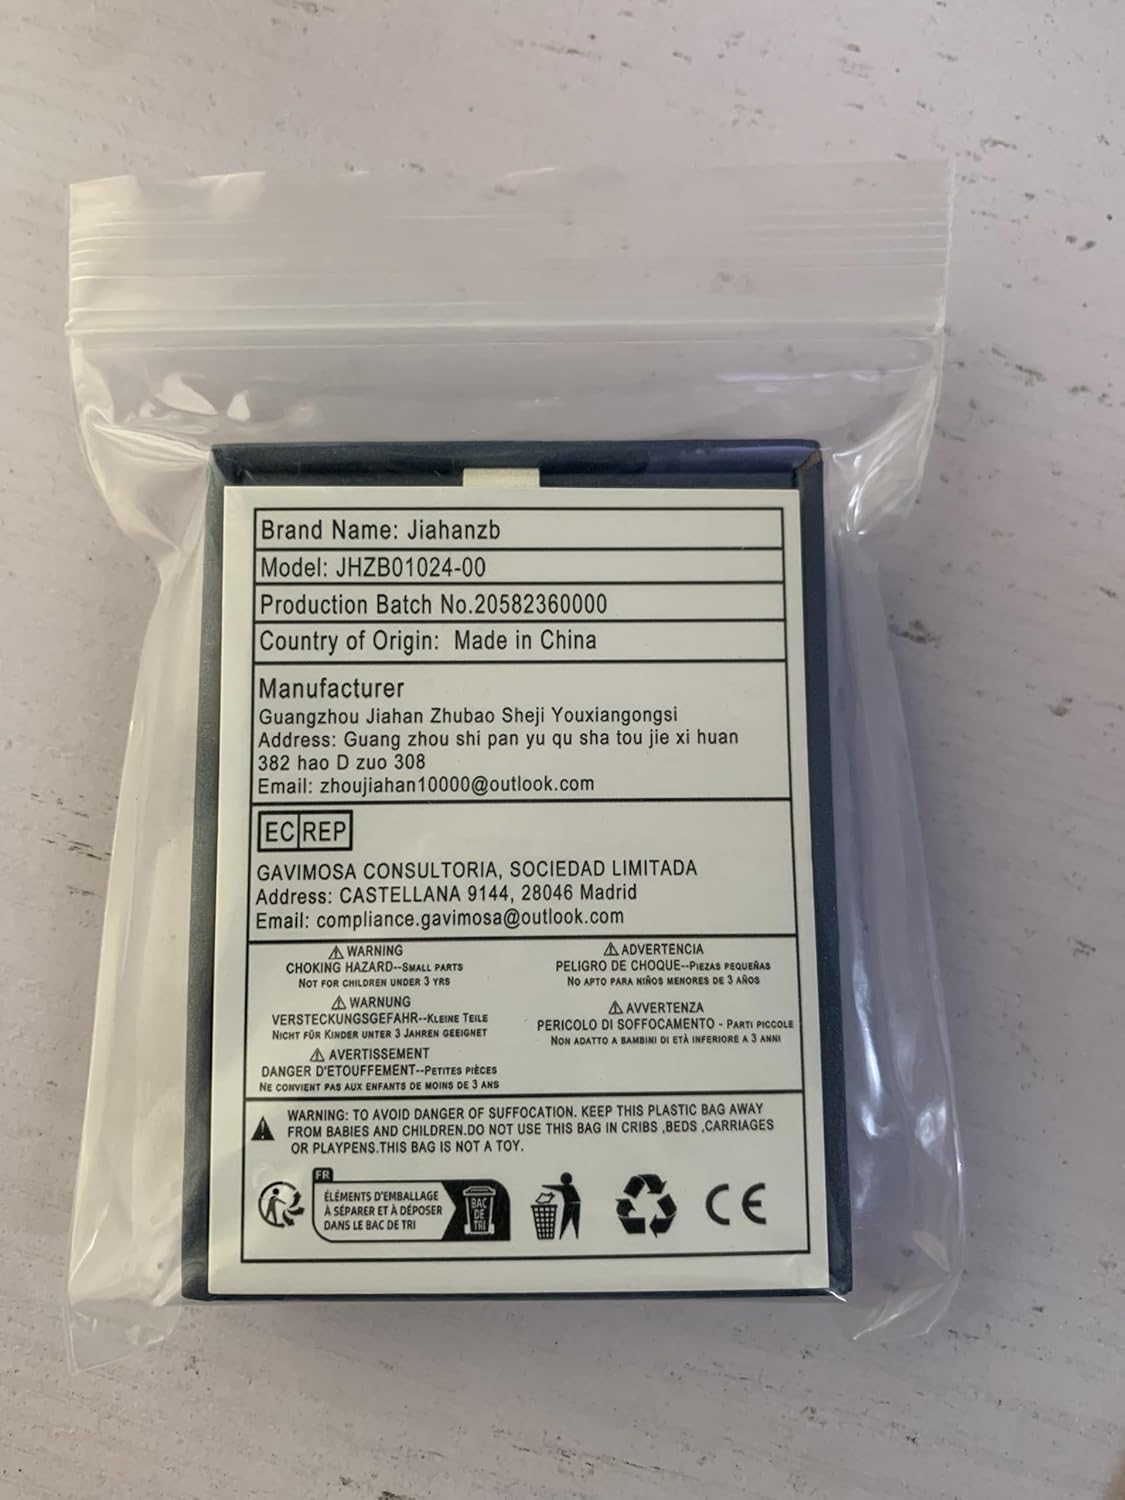 Brand Name: Jiahanzb
Model: JHZB01024-00
Production Batch No.20582360000
Country of Origin: Made in China
Manufacturer
Guangzhou Jiahan Zhubao Sheji Youxiangongsi
Address: Guang zhou shi pan yu qu sha tou jie xi huan
382 hao D zuo 308
Email: zhoujiahan10000@outlook.com
EC REP
GAVIMOSA CONSULTORIA, SOCIEDAD LIMITADA
Address: CASTELLANA 9144, 28046 Madrid
Email: compliance.gavimosa@outlook.com
⚠ WARNING
CHOKING HAZARD--SMALL PARTS
NOT FOR CHILDREN UNDER 3 YRS
⚠ WARNUNG
VERSTECKUNGSGEFAHR--KLEINE TEILE
NICHT FÜR KINDER UNTER 3 JAHREN GEEIGNET
⚠ AVERTISSEMENT
DANGER D'ETOUFFEMENT--PETITES PIÈCES
NE CONVIENT PAS AUX ENFANTS DE MOINS DE 3 ANS
⚠ ADVERTENCIA
PELIGRO DE CHOQUE--PIEZAS PEQUEÑAS
NO APTO PARA NIÑOS MENORES DE 3 AÑOS
⚠ AVVERTENZA
PERICOLO DI SOFFOCAMENTO - PARTI PICCOLE
NON ADATTO A BAMBINI DI ETÀ INFERIORE A 3 ANNI
WARNING: TO AVOID DANGER OF SUFFOCATION. KEEP THIS PLASTIC BAG AWAY
FROM BABIES AND CHILDREN.DO NOT USE THIS BAG IN CRIBS ,BEDS ,CARRIAGES
OR PLAYPENS.THIS BAG IS NOT A TOY.
FR
ÉLÉMENTS D'EMBALLAGE
À SÉPARER ET À DÉPOSER
DANS LE BAC DE TRI
BAC
DE
TRI
CE